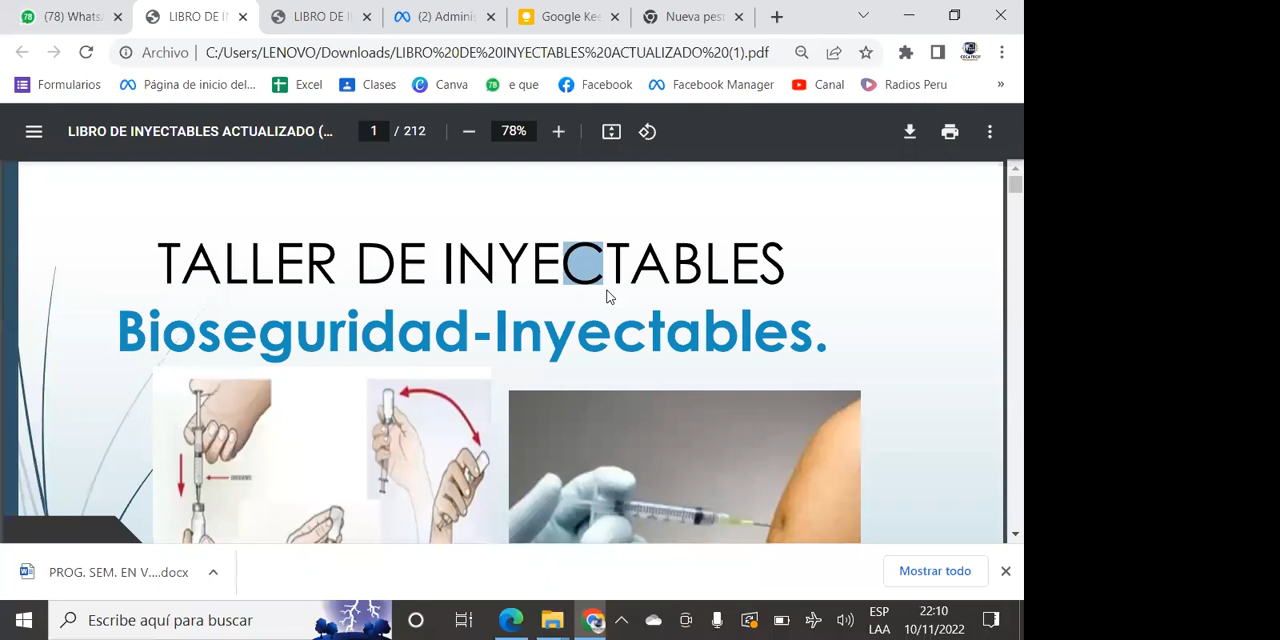 (78) Whats
LIBRO DE I
LIBRO DE I
(2) Adminis
Google Kee
Nueva pest
Archivo
C:/Users/LENOVO/Downloads/LIBRO%20DE%20INYECTABLES%20ACTUALIZADO%20(1).pdf
Formularios
Página de inicio del...
Excel
Clases
Canva
e que
Facebook
Facebook Manager
Canal
Radios Peru
»
LIBRO DE INYECTABLES ACTUALIZADO (...
1 / 212
78%
TALLER DE INYECTABLES
Bioseguridad-Inyectables.
PROG. SEM. EN V....docx
Mostrar todo
Escribe aquí para buscar
ESP
LAA
22:10
10/11/2022